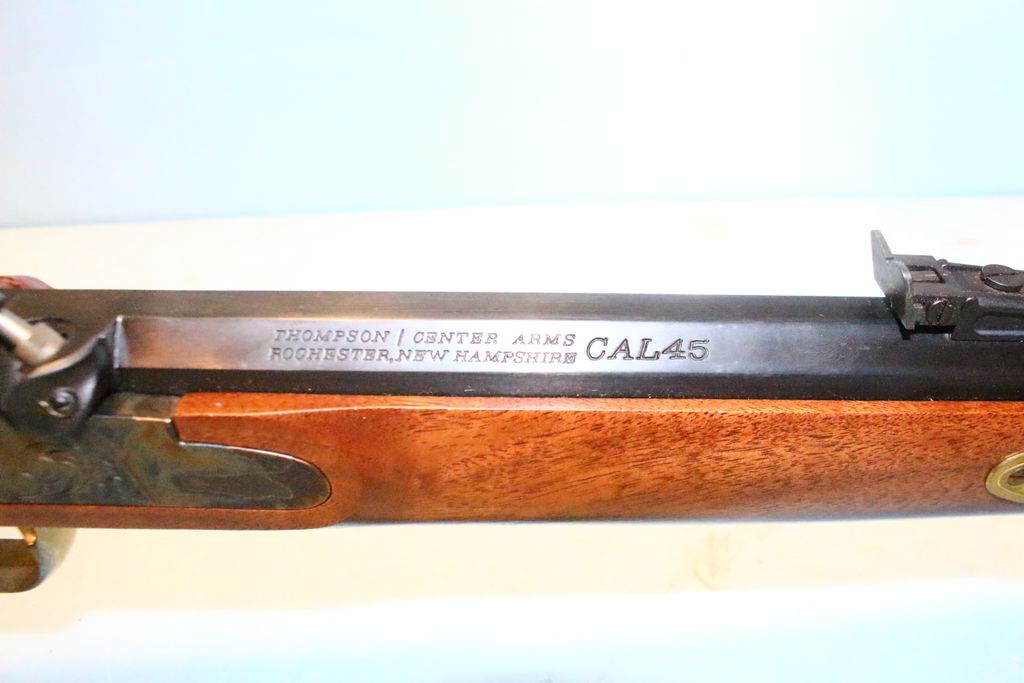 THOMPSON / CENTER ARMS
ROCHESTER, NEW HAMPSHIRE CAL45